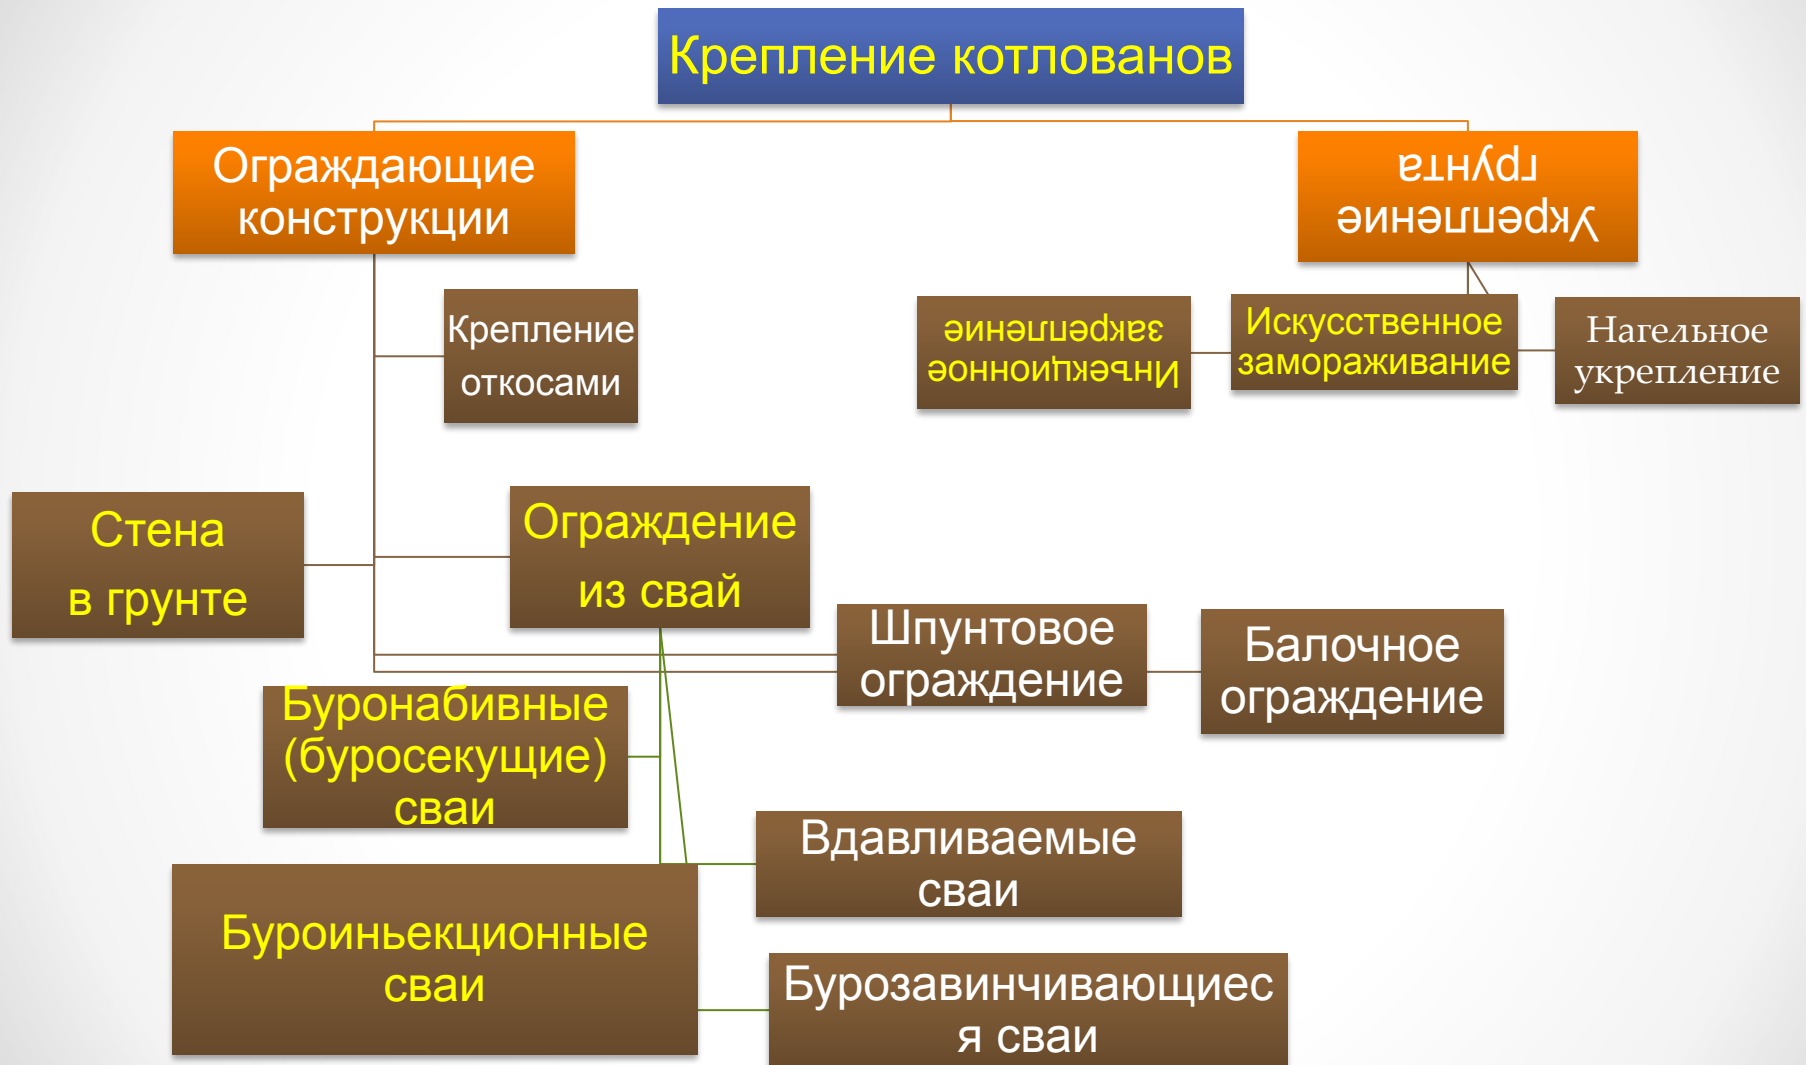 Крепление котлованов
Ограждающие
конструкции
Укрепление
грунта
Крепление
откосами
Инъекционное
закрепление
Искусственное
замораживание
Нагельное
укрепление
Стена
в грунте
Ограждение
из свай
Шпунтовое
ограждение
Балочное
ограждение
Буронабивные
(буросекущие)
сваи
Вдавливаемые
сваи
Буроиньекционные
сваи
Бурозавинчивающиес
я сваи